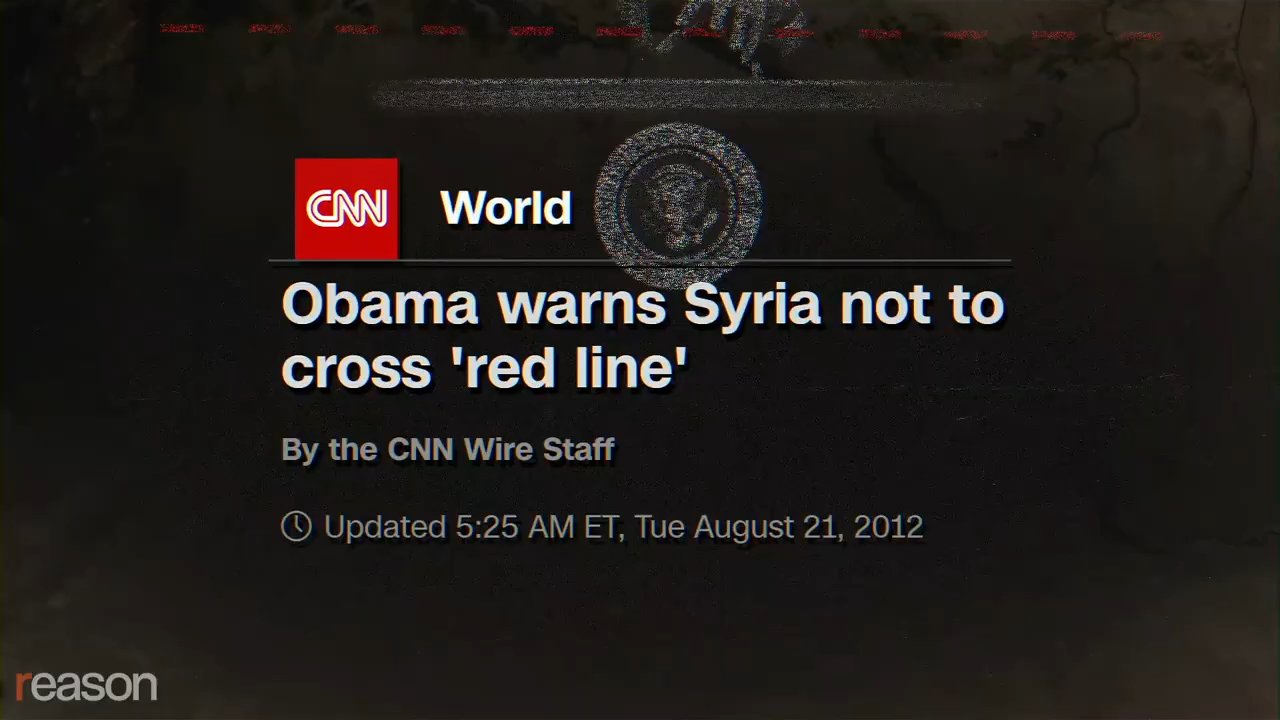 CNN World
Obama warns Syria not to
cross 'red line'
By the CNN Wire Staff
Updated 5:25 AM ET, Tue August 21, 2012
reason